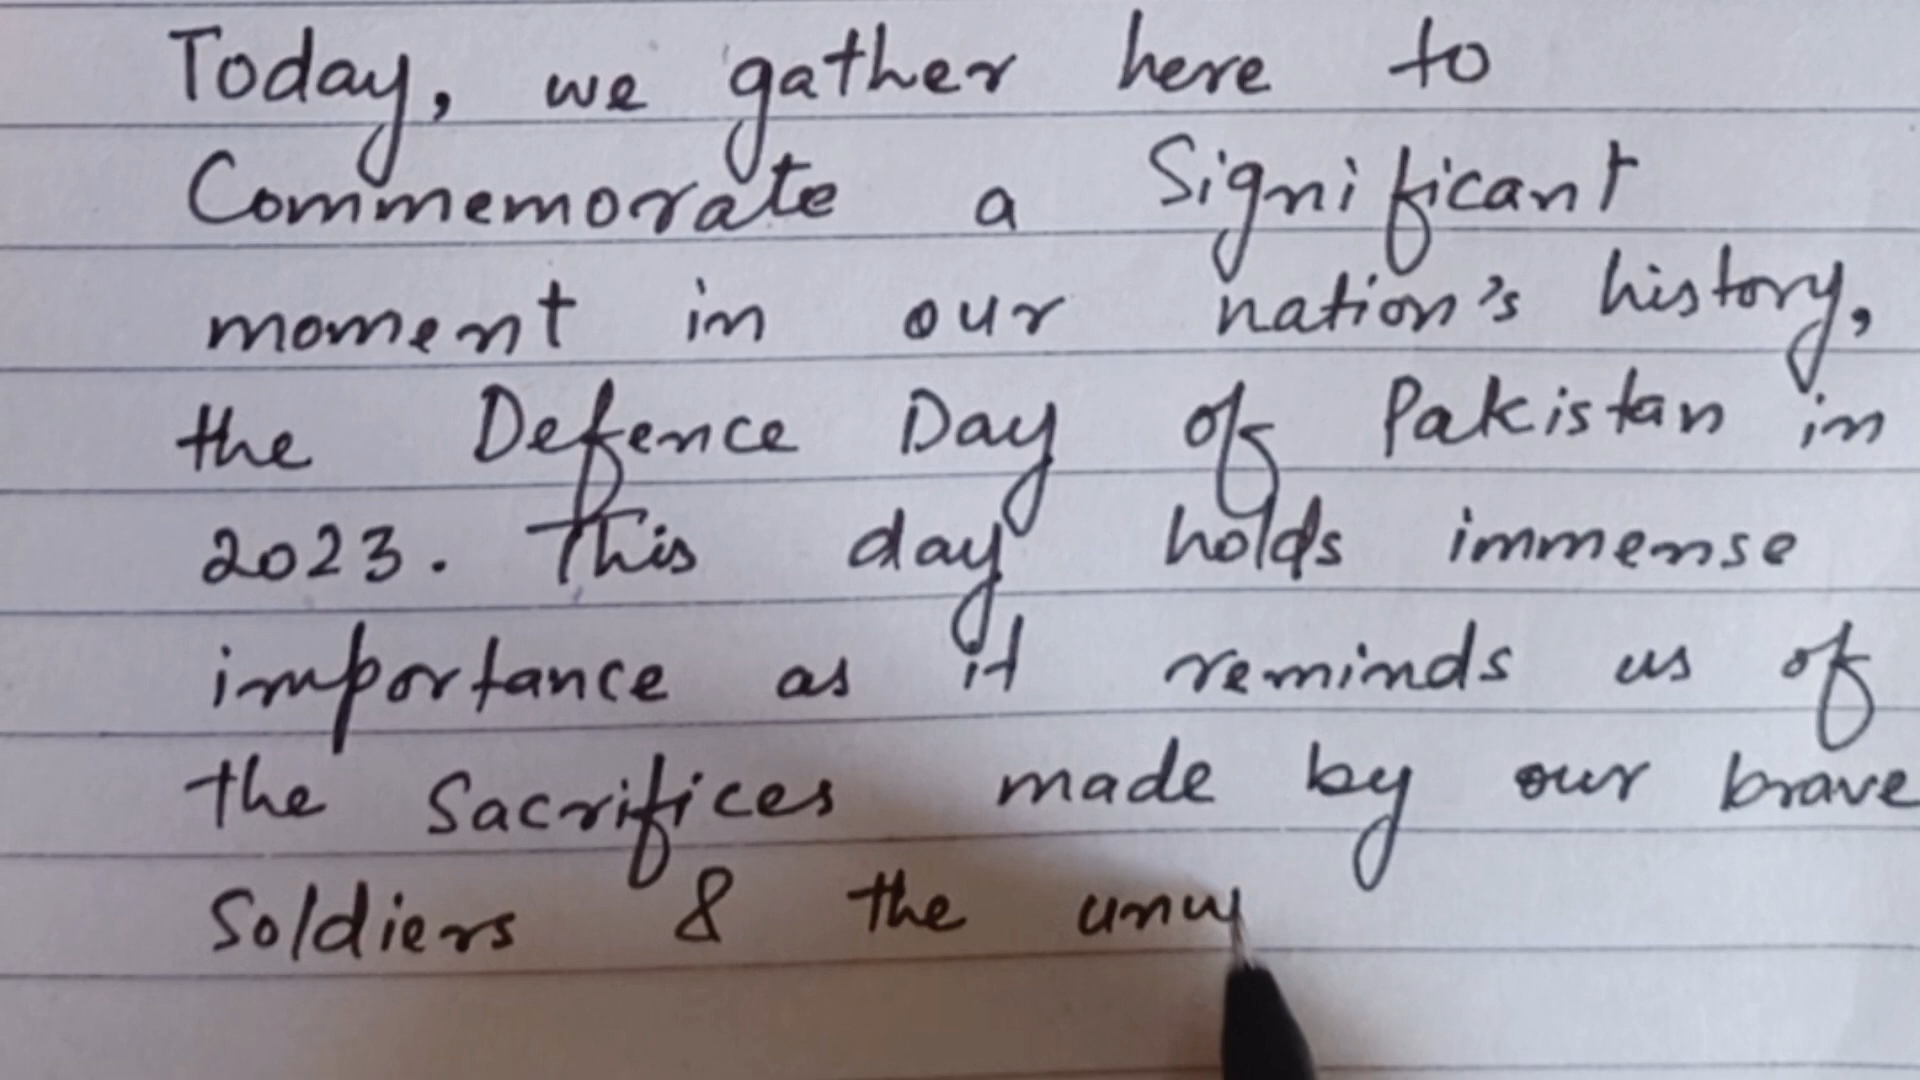 Today, we gather here to
Commemorate a Significant
moment in our nation's history,
the Defence Day of Pakistan in
2023. This day holds immense
importance as it reminds us of
the Sacrifices made by our brave
Soldiers & the